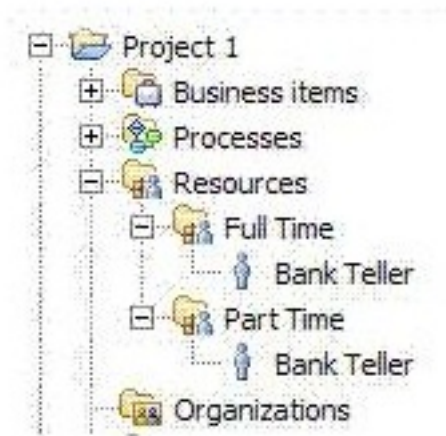 Project 1
Business items
Processes
Resources
Full Time
Bank Teller
Part Time
Bank Teller
Organizations